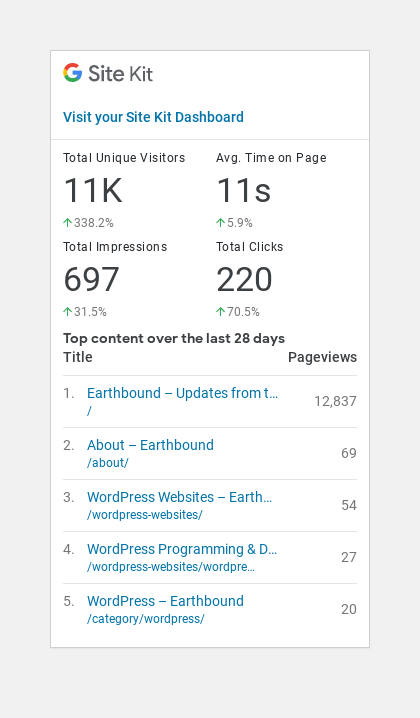 G Site Kit
Visit your Site Kit Dashboard
Total Unique Visitors Avg. Time on Page
11K 11s
↑338.2% ↑5.9%
Total Impressions Total Clicks
697 220
↑31.5% ↑70.5%
Top content over the last 28 days
Title Pageviews
1. Earthbound – Updates from t... 12,837
/
2. About – Earthbound 69
/about/
3. WordPress Websites – Earth... 54
/wordpress-websites/
4. WordPress Programming & D... 27
/wordpress-websites/wordpre...
5. WordPress – Earthbound 20
/category/wordpress/